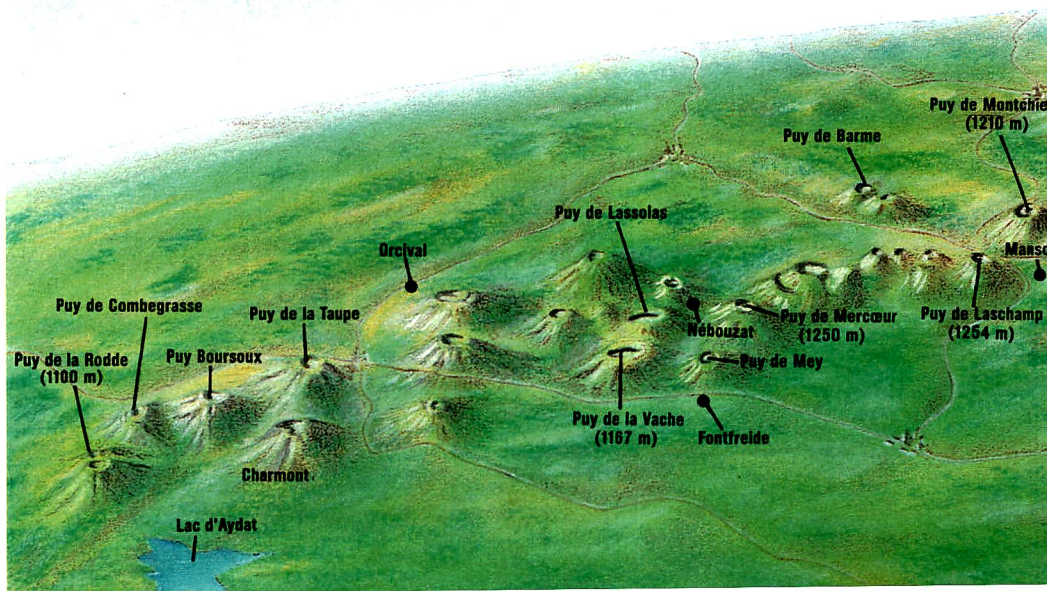 Puy de Montchie
(1210 m)
Puy de Barme
Puy de Lassolas
Orcival
Manso
Puy de Combegrasse
Puy de la Taupe
Nébouzat
Puy de Mercœur
(1250 m)
Puy de Laschamp
(1254 m)
Puy de la Rodde
(1100 m)
Puy Boursoux
Puy de Mey
Puy de la Vache
(1167 m)
Fontfreide
Charmont
Lac d'Aydat